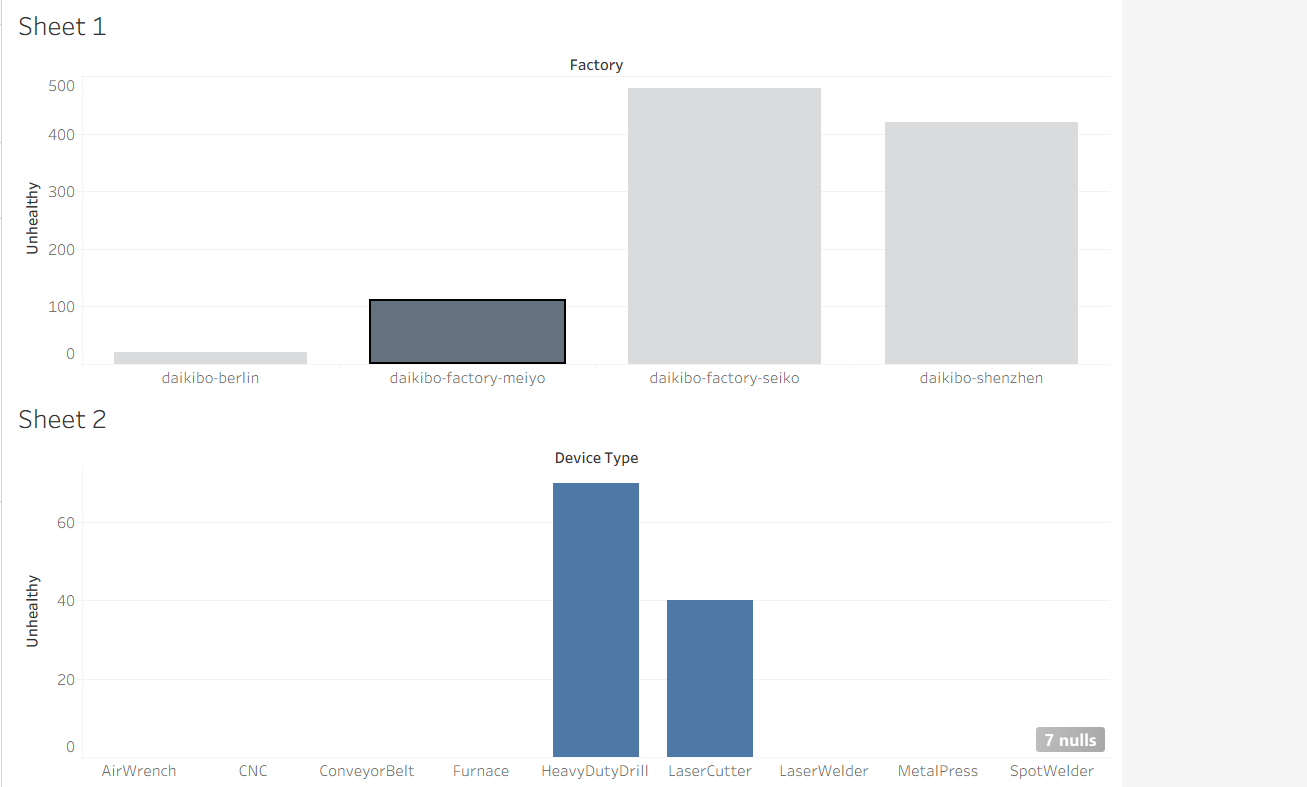 Sheet 1
Factory
500
400
300
200
100
0
Unhealthy
daikibo-berlin daikibo-factory-meiyo daikibo-factory-seiko daikibo-shenzhen
Sheet 2
Device Type
60
40
20
0
Unhealthy
7 nulls
AirWrench CNC ConveyorBelt Furnace HeavyDutyDrill LaserCutter LaserWelder MetalPress SpotWelder